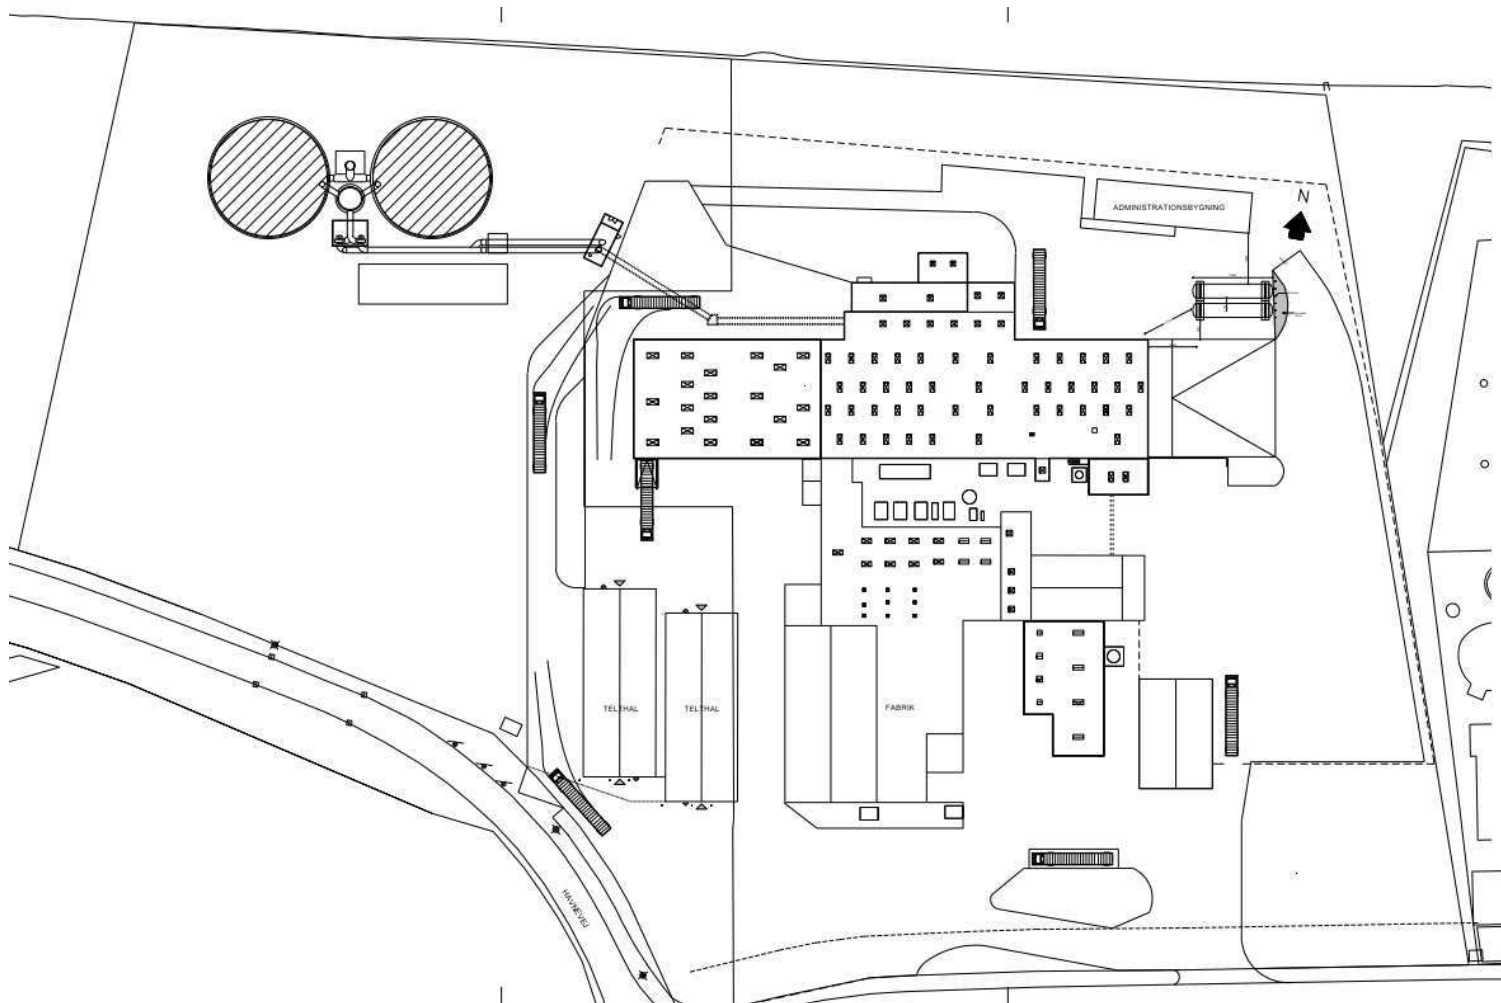 ADMINISTRATIONSBYGNING
N
TELTHAL
TELTHAL
FABRIK
HAVNEVEJ